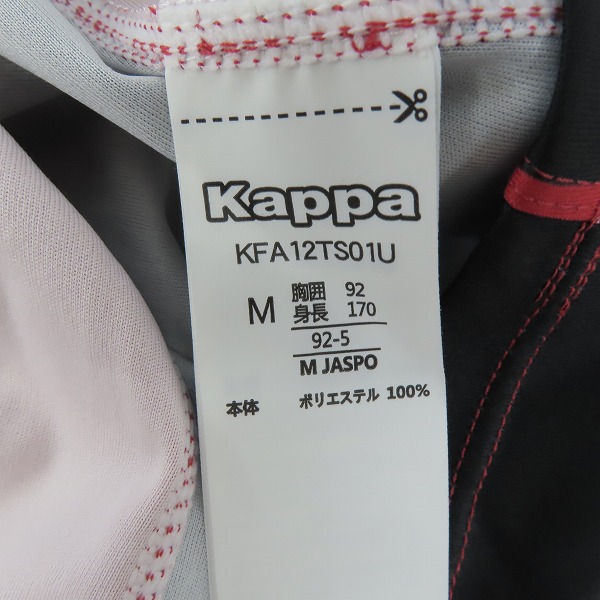 Kappa
KFA12TS01U
M 胸囲 92
身長 170
92-5
M JASPO
本体 ポリエステル 100%